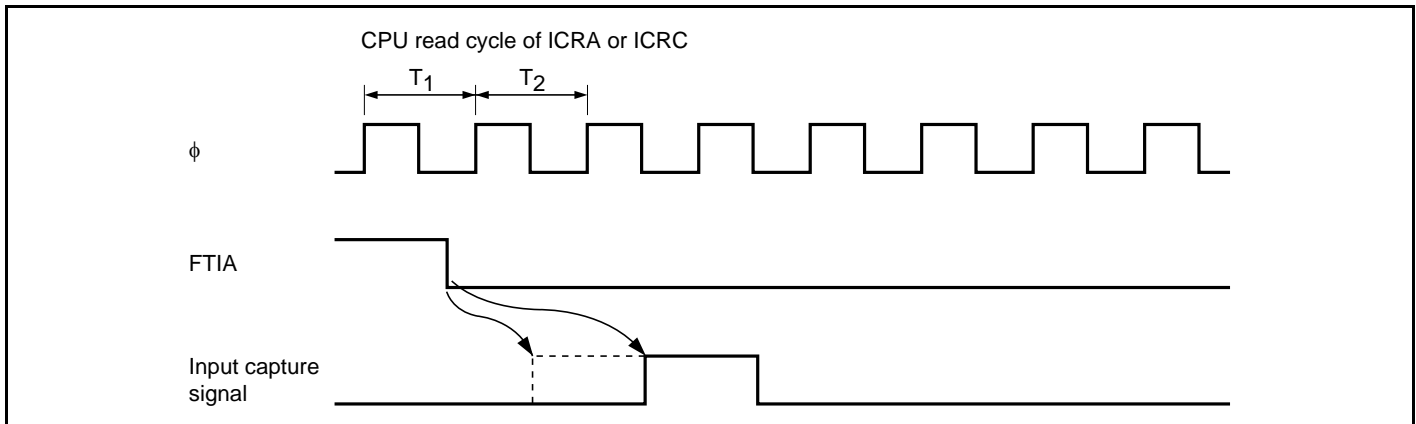 CPU read cycle of ICRA or ICRC
T1 T2
ϕ
FTIA
Input capture
signal